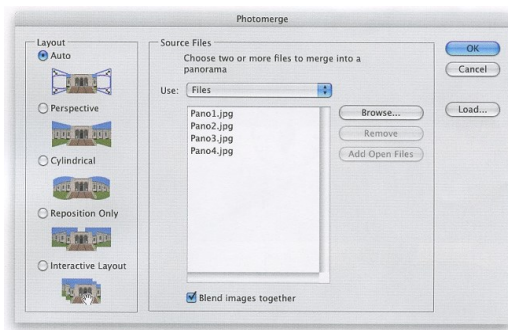 Photomerge
Layout
Auto
Perspective
Cylindrical
Reposition Only
Interactive Layout
Source Files
Choose two or more files to merge into a
panorama
Use: Files
Pano1.jpg
Pano2.jpg
Pano3.jpg
Pano4.jpg
Browse...
Remove
Add Open Files
Blend images together
OK
Cancel
Load...